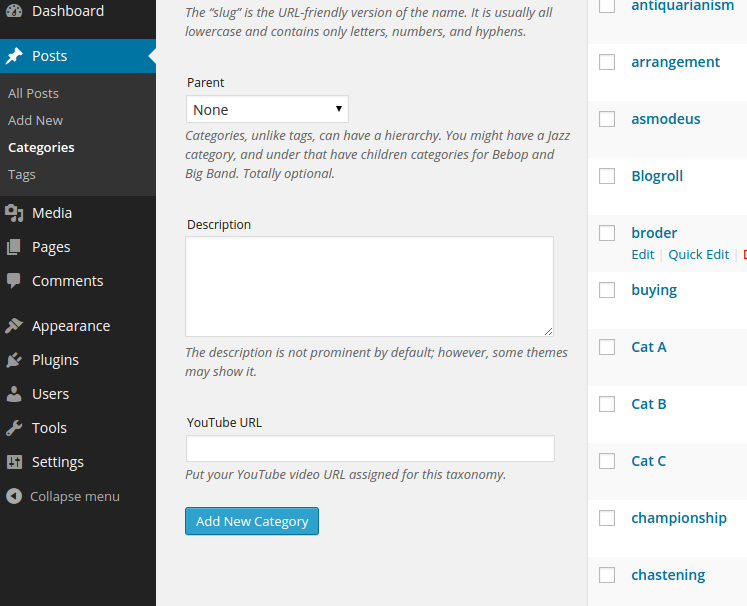 Dashboard
Posts
All Posts
Add New
Categories
Tags
Media
Pages
Comments
Appearance
Plugins
Users
Tools
Settings
Collapse menu
The “slug” is the URL-friendly version of the name. It is usually all
lowercase and contains only letters, numbers, and hyphens.
Parent
None
Categories, unlike tags, can have a hierarchy. You might have a Jazz
category, and under that have children categories for Bebop and
Big Band. Totally optional.
Description
The description is not prominent by default; however, some themes
may show it.
YouTube URL
Put your YouTube video URL assigned for this taxonomy.
Add New Category
antiquarianism
arrangement
asmodeus
Blogroll
broder
Edit | Quick Edit |
buying
Cat A
Cat B
Cat C
championship
chastening